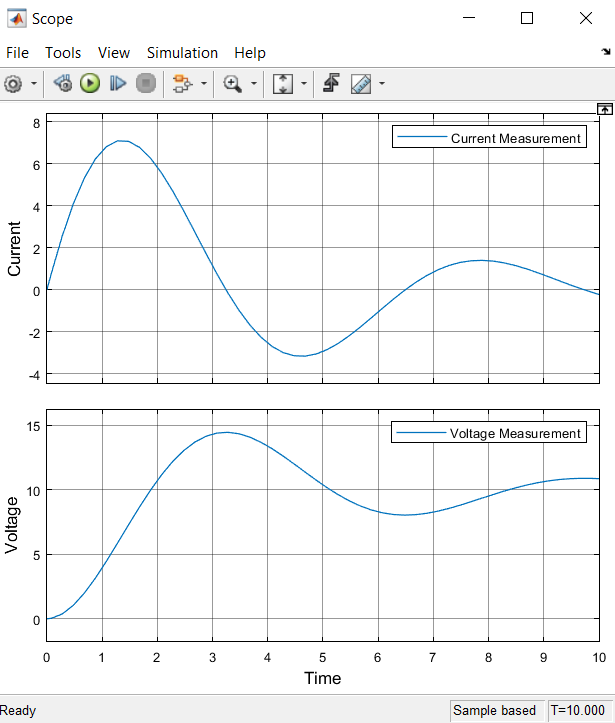 Scope
File Tools View Simulation Help
Current Measurement
8
6
4
2
0
-2
-4
Current
Voltage Measurement
15
10
5
0
Voltage
0 1 2 3 4 5 6 7 8 9 10
Time
Ready
Sample based T=10.000